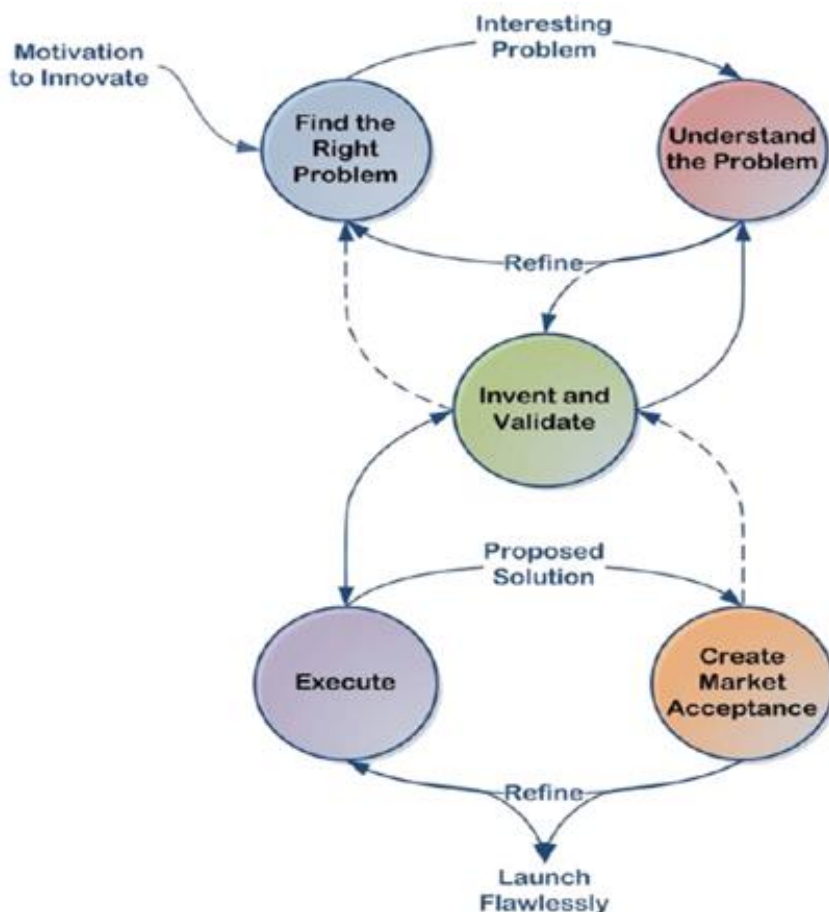 Interesting
Problem
Motivation
to Innovate
Find the
Right
Problem
Understand
the Problem
Refine
Invent and
Validate
Proposed
Solution
Execute
Create
Market
Acceptance
Refine
Launch
Flawlessly